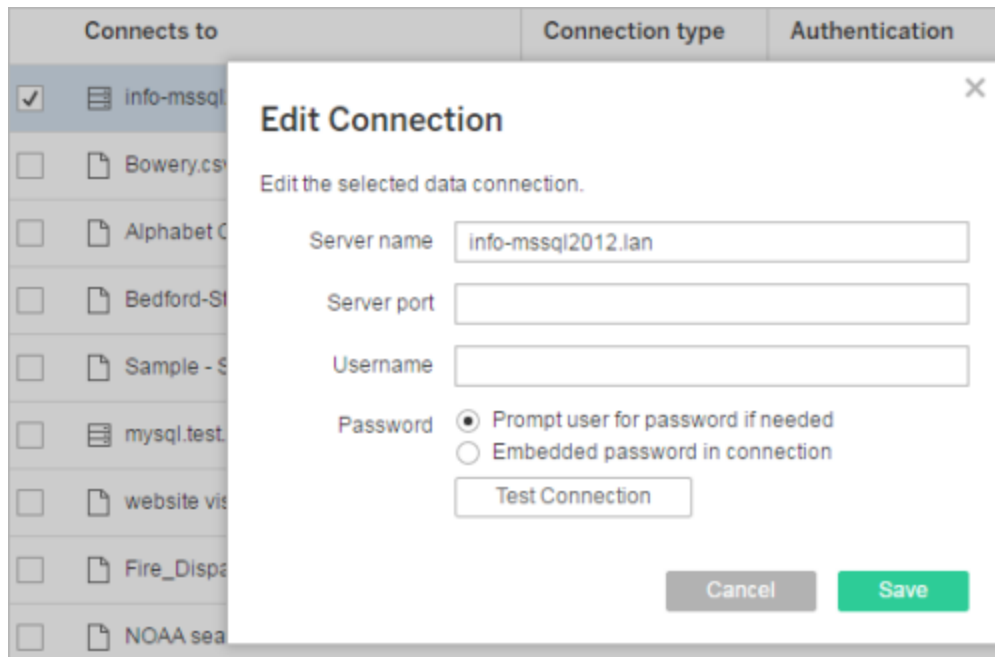 Connects to Connection type Authentication
info-mssql
Edit Connection
Bowery.csv
Edit the selected data connection.
Alphabet
Server name info-mssql2012.lan
Bedford-St
Server port
Sample - S
Username
Password Prompt user for password if needed
mysql.test.
Embedded password in connection
Test Connection
website vis
Fire_Dispa
Cancel Save
NOAA sea